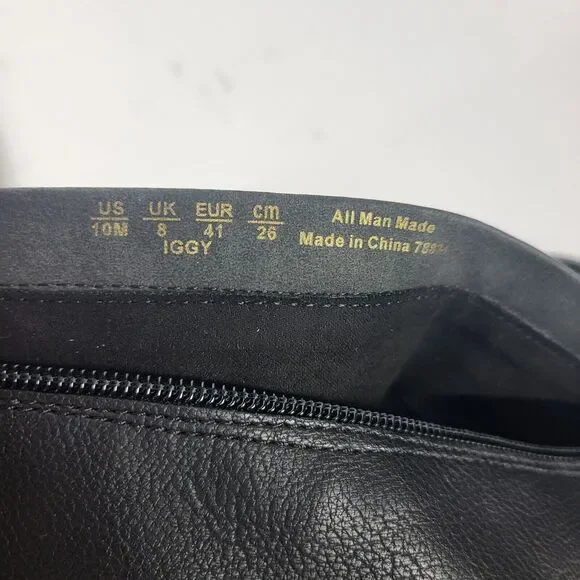 US UK EUR cm
10M 8 41 26
IGGY
All Man Made
Made in China